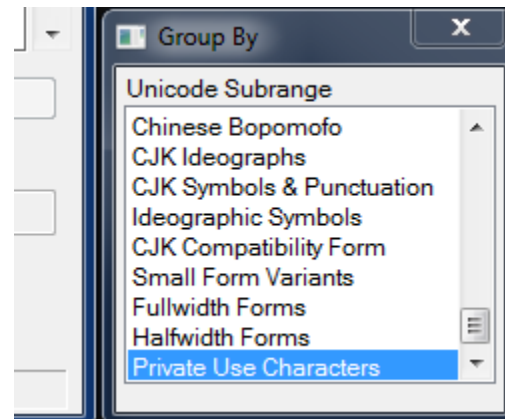 Group By
x
Unicode Subrange
Chinese Bopomofo
CJK Ideographs
CJK Symbols & Punctuation
Ideographic Symbols
CJK Compatibility Form
Small Form Variants
Fullwidth Forms
Halfwidth Forms
Private Use Characters